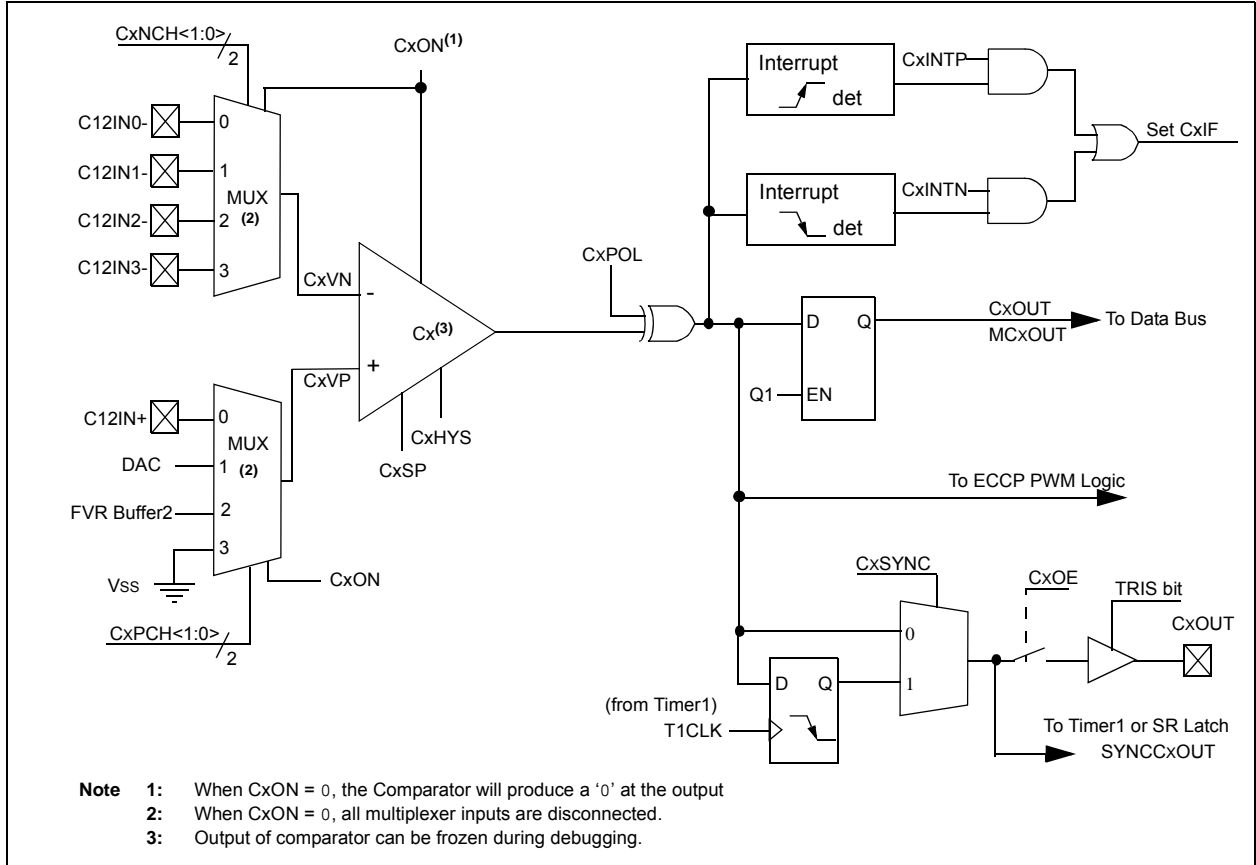 CxNCH<1:0>
2
CxON(1)
C12IN0-
C12IN1-
C12IN2-
C12IN3-
0
1
2
3
MUX
(2)
CxVN
-
Cx(3)
+
CxVP
CxHYS
CxSP
C12IN+
DAC
FVR Buffer2
VSS
0
1
2
3
MUX
(2)
CxON
CxPCH<1:0>
2
CxPOL
Interrupt
det
CxINTP
Interrupt
det
CxINTN
Set CxIF
D Q
Q1
EN
CxOUT
MCxOUT
To Data Bus
To ECCP PWM Logic
CxSYNC
0
1
D Q
(from Timer1)
T1CLK
CxOE
TRIS bit
CxOUT
To Timer1 or SR Latch
SYNCCxOUT
Note 1: When CxON = 0, the Comparator will produce a ‘0’ at the output
2: When CxON = 0, all multiplexer inputs are disconnected.
3: Output of comparator can be frozen during debugging.